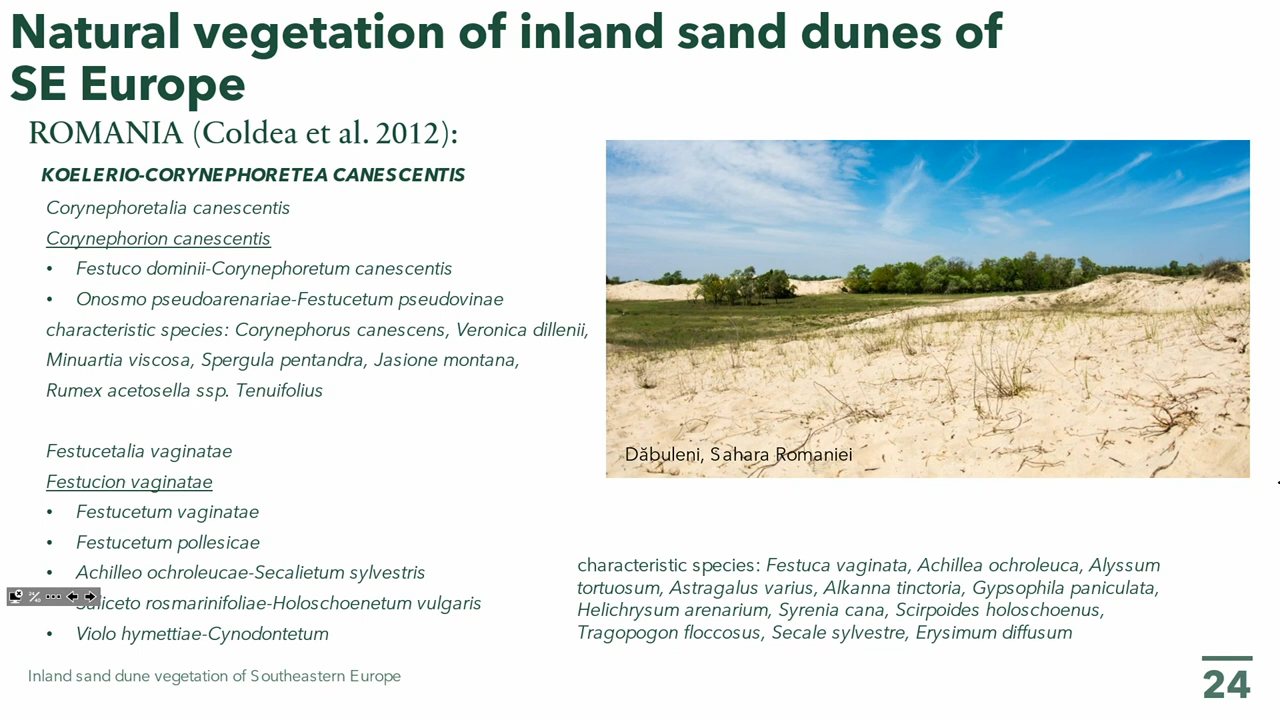 Natural vegetation of inland sand dunes of
SE Europe
ROMANIA (Coldea et al. 2012):
KOELERIO-CORYNEPHORETEA CANESCENTIS
Corynephoretalia canescentis
Corynephorion canescentis
• Festuco dominii-Corynephoretum canescentis
• Onosmo pseudoarenariae-Festucetum pseudovinae
characteristic species: Corynephorus canescens, Veronica dillenii,
Minuartia viscosa, Spergula pentandra, Jasione montana,
Rumex acetosella ssp. Tenuifolius
Festucetalia vaginatae
Festucion vaginatae
• Festucetum vaginatae
• Festucetum pollesicae
• Achilleo ochroleucae-Secalietum sylvestris
Saliceto rosmarinifoliae-Holoschoenetum vulgaris
• Violo hymettiae-Cynodontetum
Dăbuleni, Sahara Romaniei
characteristic species: Festuca vaginata, Achillea ochroleuca, Alyssum
tortuosum, Astragalus varius, Alkanna tinctoria, Gypsophila paniculata,
Helichrysum arenarium, Syrenia cana, Scirpoides holoschoenus,
Tragopogon floccosus, Secale sylvestre, Erysimum diffusum
Inland sand dune vegetation of Southeastern Europe
24